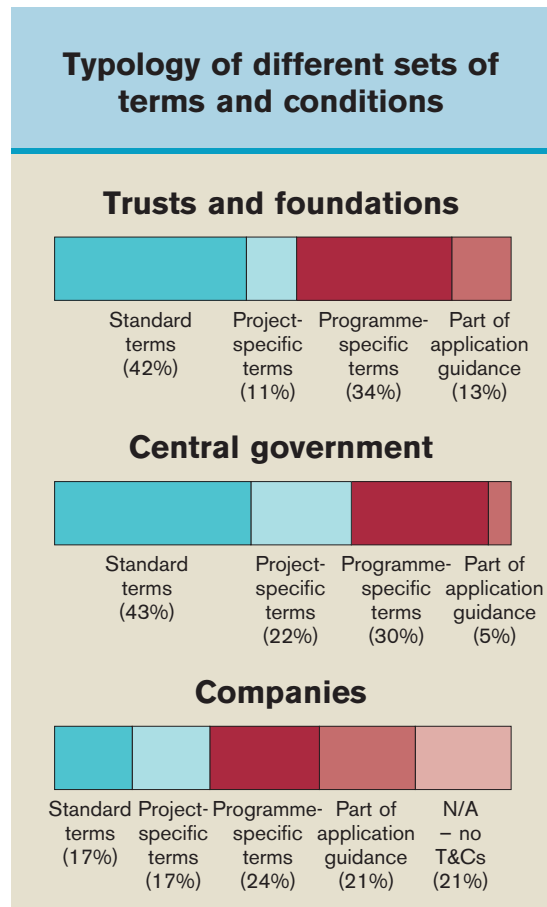 Typology of different sets of
terms and conditions
Trusts and foundations
Standard
terms
(42%)
Project-
specific
terms
(11%)
Programme-
specific
terms
(34%)
Part of
application
guidance
(13%)
Central government
Standard
terms
(43%)
Project-
specific
terms
(22%)
Programme-
specific
terms
(30%)
Part of
application
guidance
(5%)
Companies
Standard
terms
(17%)
Project-
specific
terms
(17%)
Programme-
specific
terms
(24%)
Part of
application
guidance
(21%)
N/A
– no
T&Cs
(21%)